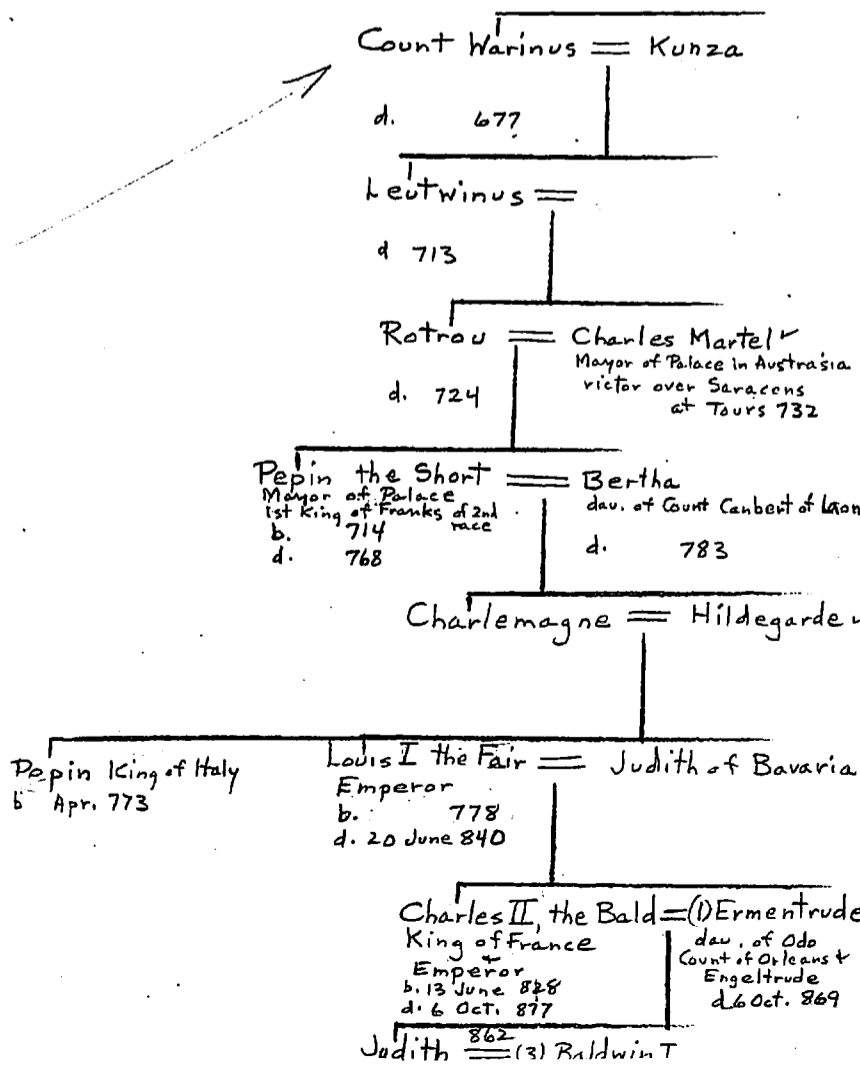 Count Warinus = Kunza
d. 677
Leutwinus =
d 713
Rotrou = Charles Martel
Mayor of Palace in Austrasia
victor over Saracens
at Tours 732
d. 724
Pepin the Short = Bertha
Mayor of Palace
1st King of Franks of 2nd race
b. 714
d. 768
dau. of Count Canbert of Laon
d. 783
Charlemagne = Hildegarde
Pepin King of Italy
b Apr. 773
Louis I the Fair = Judith of Bavaria
Emperor
b. 778
d. 20 June 840
Charles II, the Bald = (1) Ermentrude
King of France
+
Emperor
b. 13 June 828
d. 6 Oct. 877
dau. of Odo
Count of Orleans +
Engeltrude
d 6 Oct. 869
862
Judith = (3) Baldwin I